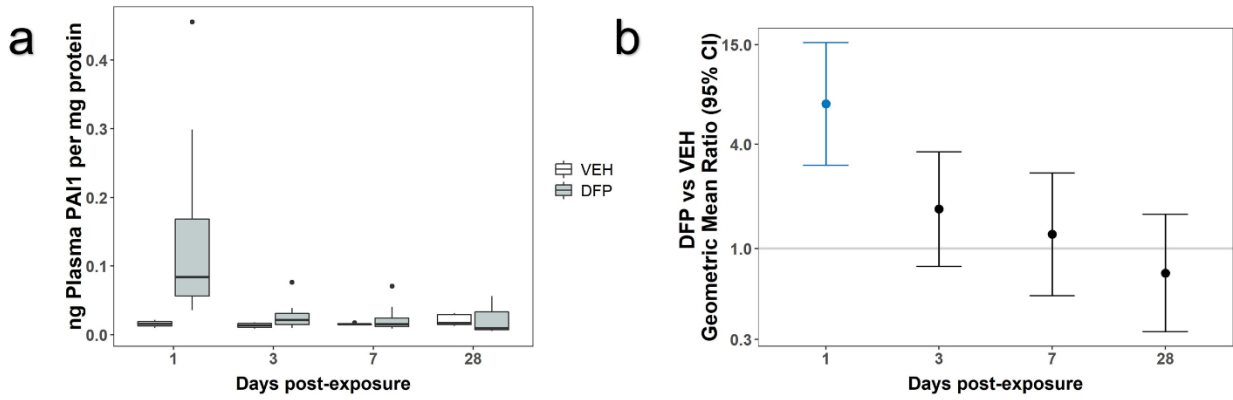 a
ng Plasma PAI1 per mg protein
0.4
0.3
0.2
0.1
0.0
1 3 7 28
Days post-exposure
VEH
DFP
b
DFP vs VEH
Geometric Mean Ratio (95% CI)
15.0
4.0
1.0
0.3
1 3 7 28
Days post-exposure